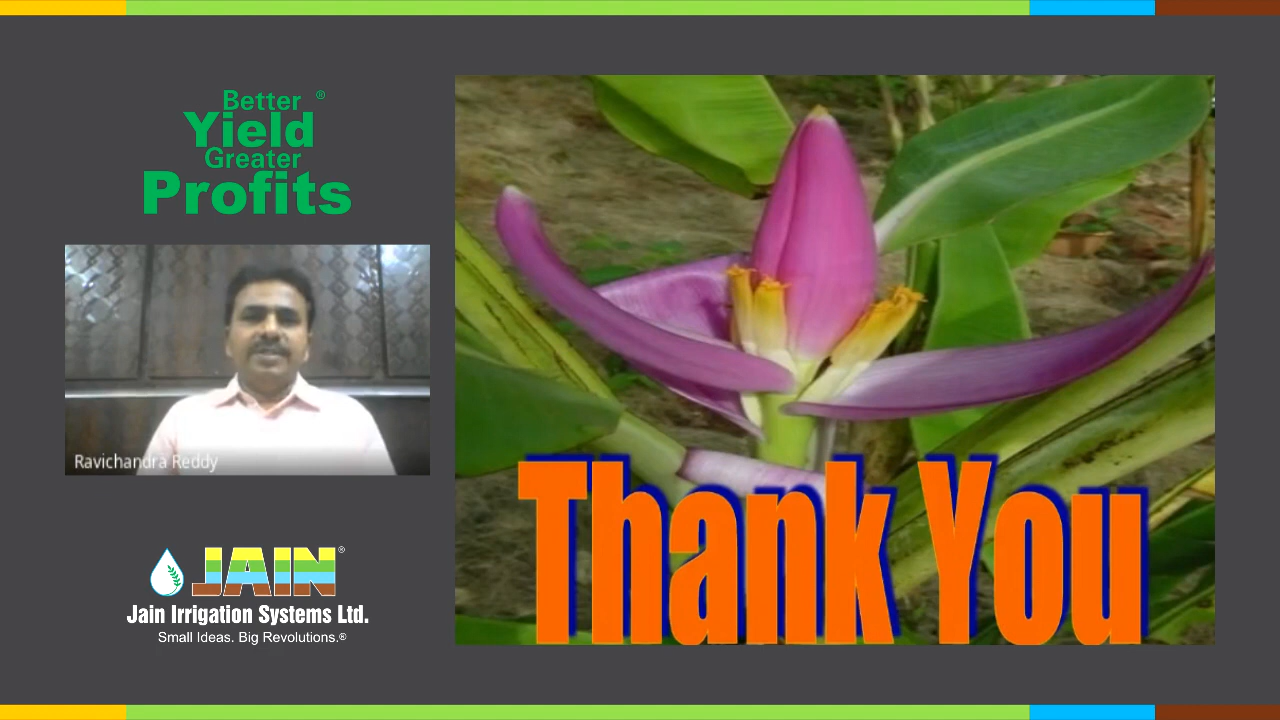 Better ®
Yield
Greater
Profits
Ravichandra Reddy
JAIN®
Jain Irrigation Systems Ltd.
Small Ideas. Big Revolutions.®
Thank You